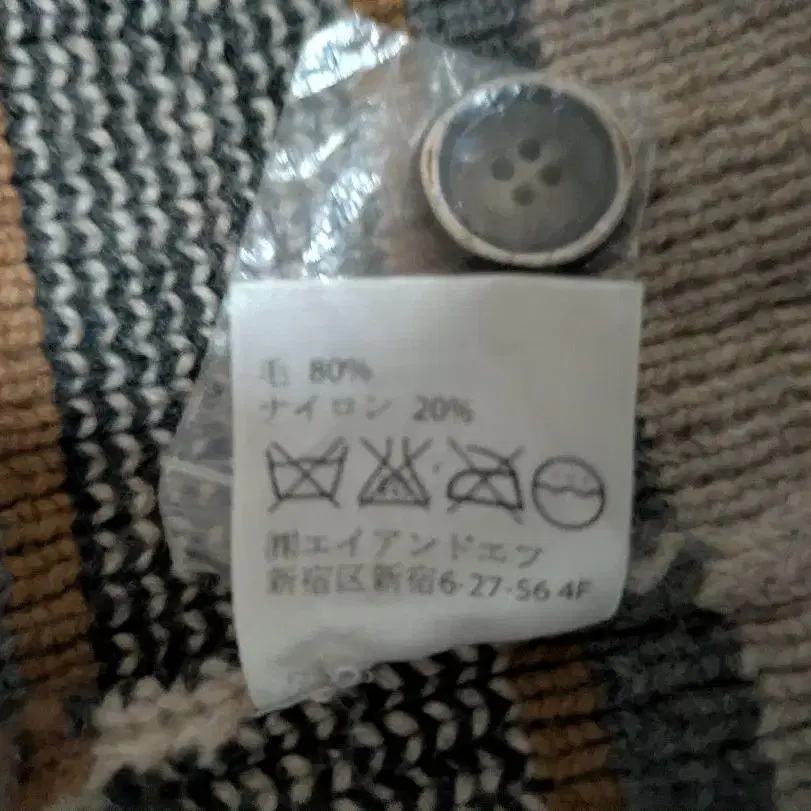 毛 80%
ナイロン 20%
㈱エイアンドエフ
新宿区新宿6-27-56 4F